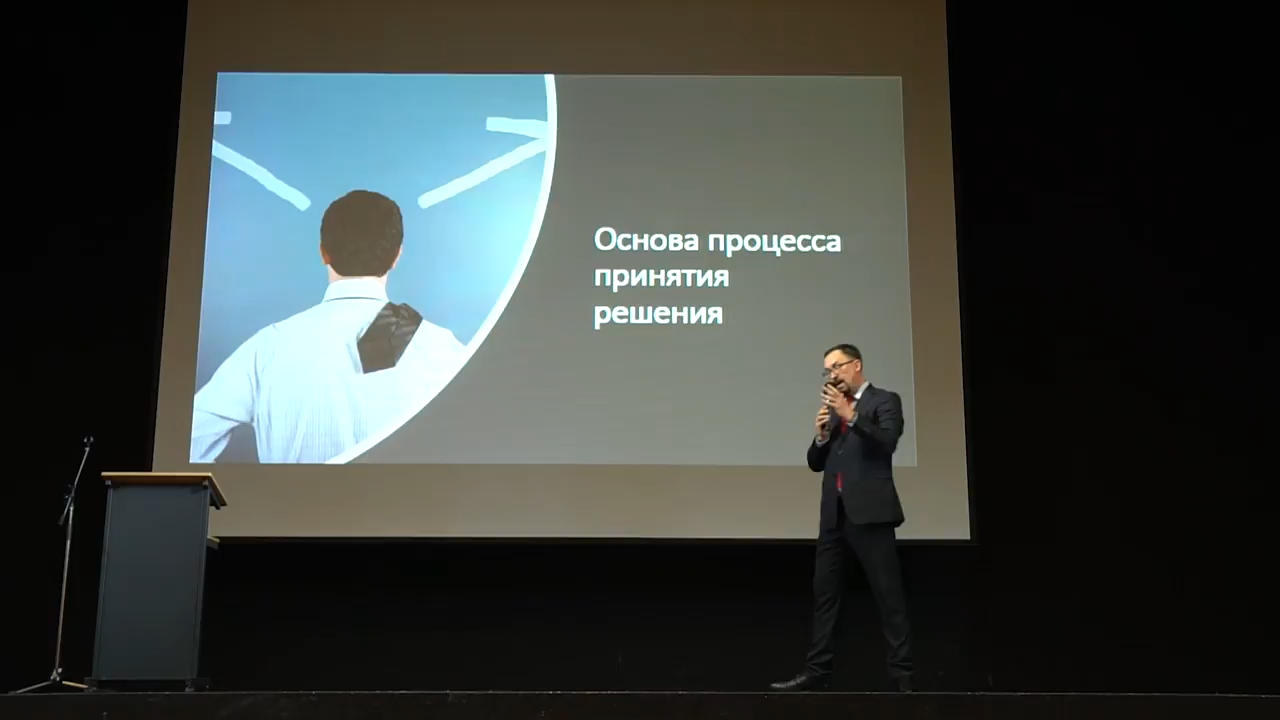 Основа процесса
принятия
решения